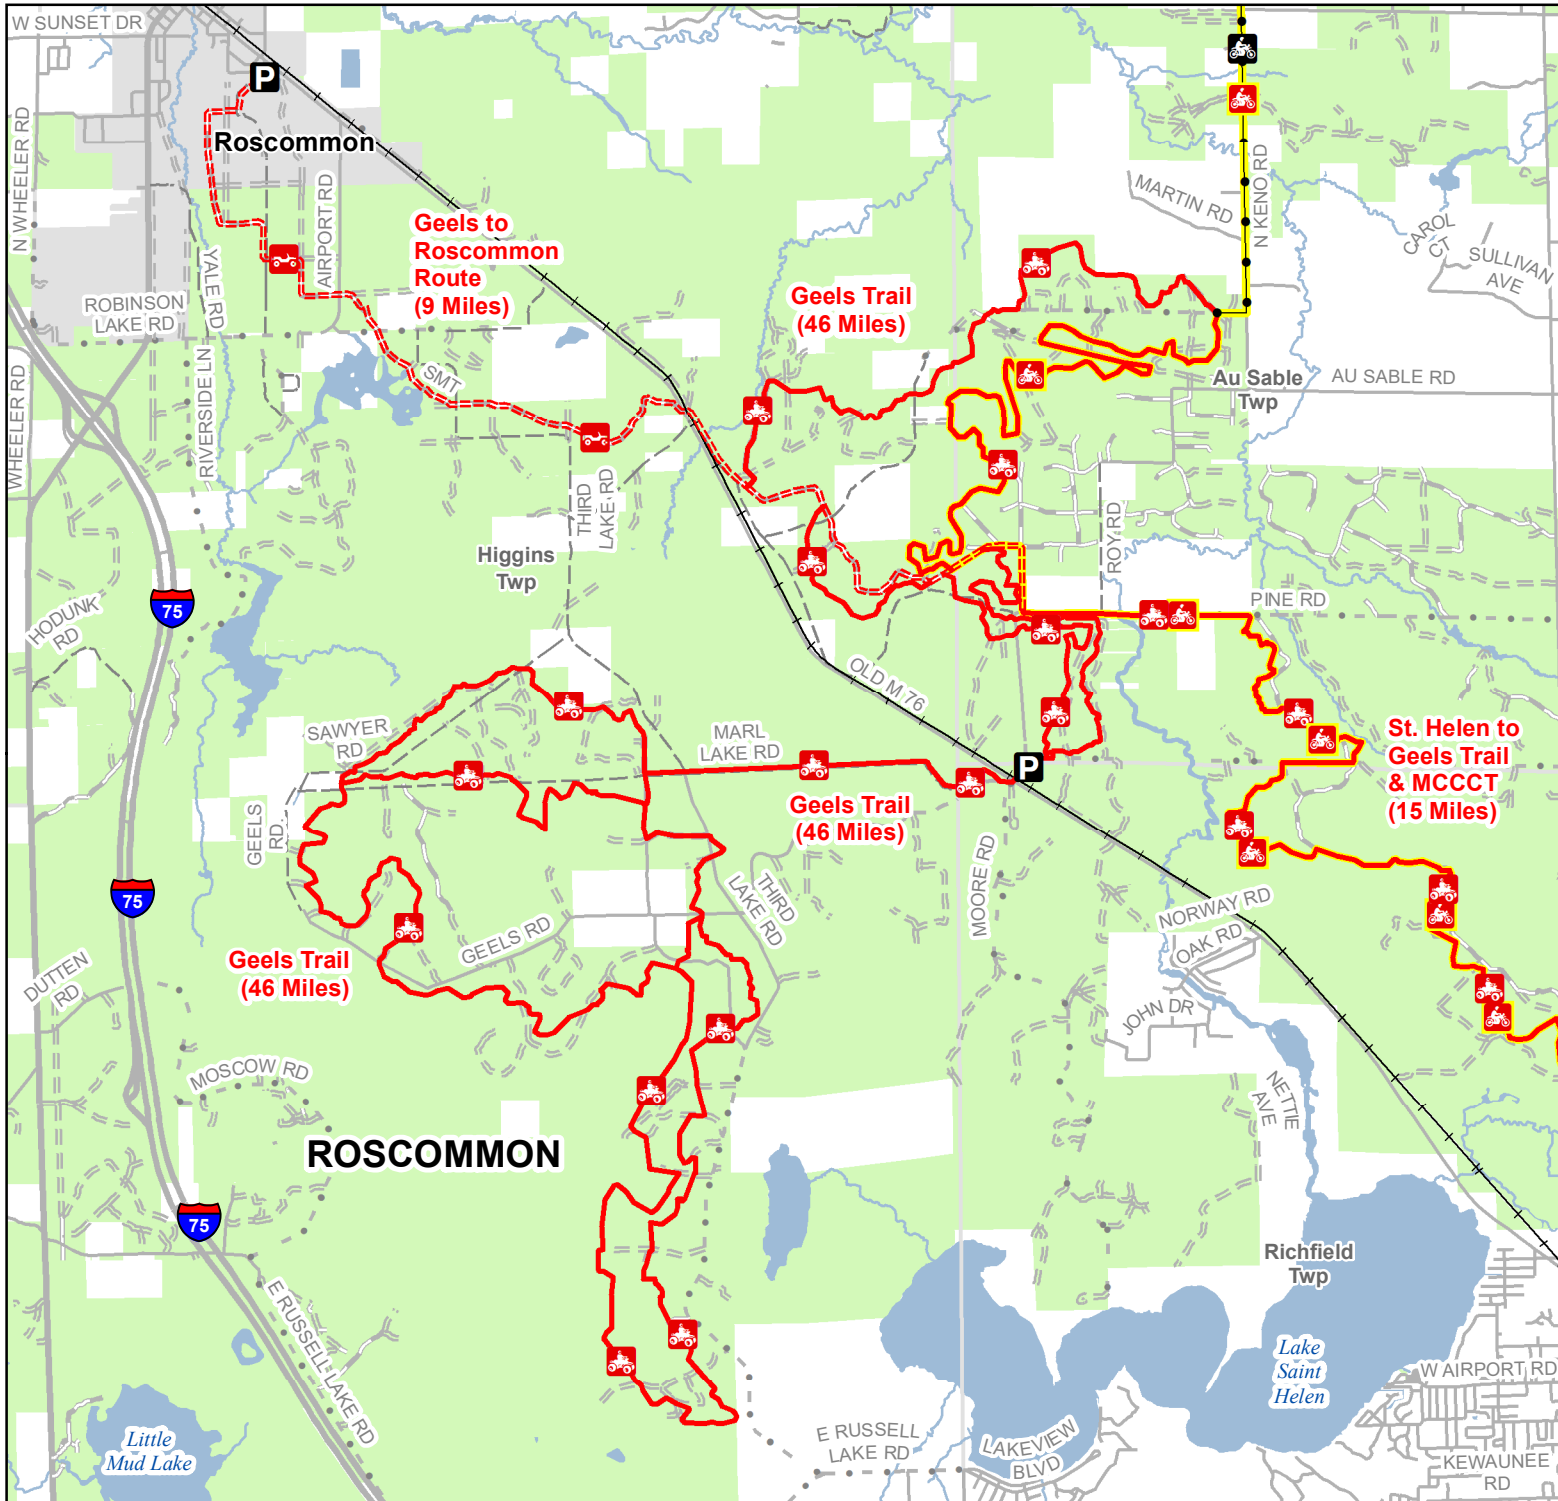 W SUNSET DR
P
Roscommon
N WHEELER RD
AIRPORT RD
Geels to
Roscommon
Route
(9 Miles)
YALE RD
ROBINSON
LAKE RD
RIVERSIDE LN
WHEELER RD
SMT
THIRD
LAKE RD
Higgins
Twp
HODUNK
RD
75
N KENO RD
MARTIN RD
CAROL
CT
SULLIVAN
AVE
Geels Trail
(46 Miles)
Au Sable
Twp
AU SABLE RD
ROY RD
PINE RD
OLD M 76
SAWYER
RD
MARL
LAKE RD
P
St. Helen to
Geels Trail
& MCCCT
(15 Miles)
Geels Trail
(46 Miles)
GEELS
RD
75
THIRD
LAKE RD
MOORE RD
NORWAY RD
OAK RD
GEELS RD
Geels Trail
(46 Miles)
DUTTEN
RD
JOHN DR
MOSCOW RD
NETTIE
AVE
ROSCOMMON
75
Richfield
Twp
E RUSSELL LAKE RD
Lake
Saint
Helen
W AIRPORT RD
Little
Mud Lake
E RUSSELL
LAKE RD
LAKEVIEW
BLVD
KEWAUNEE
RD